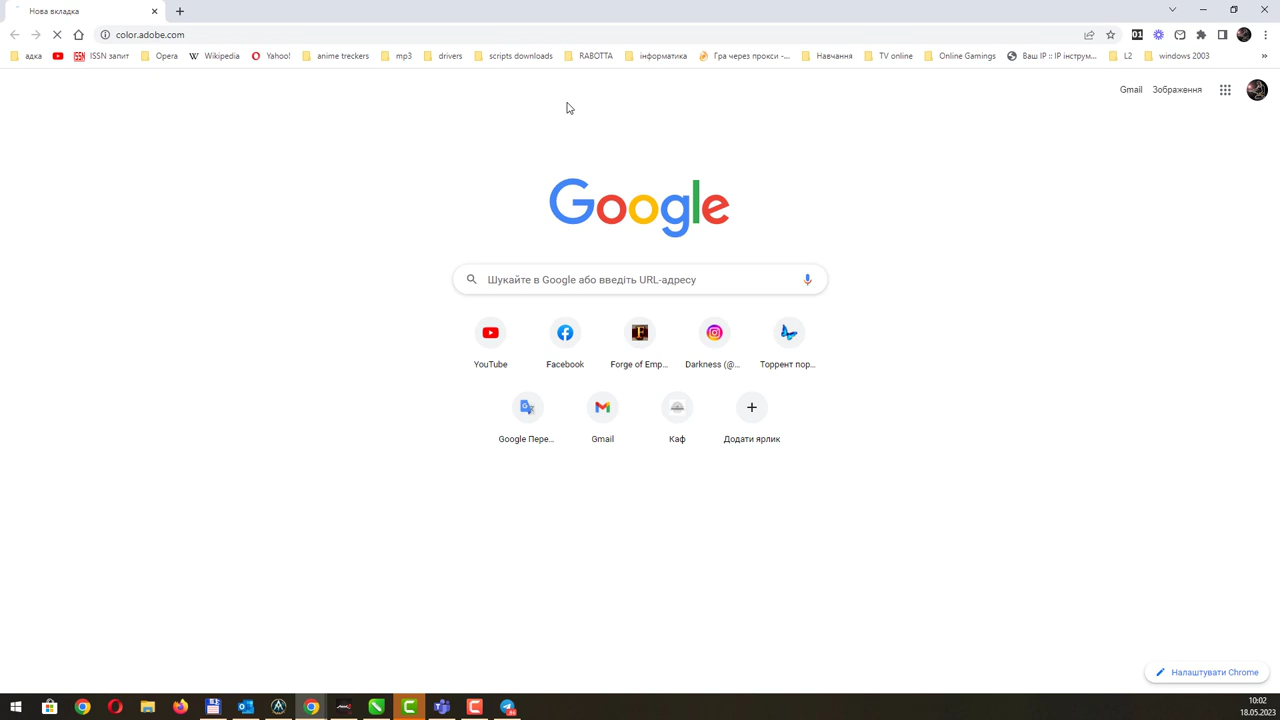 Нова вкладка
color.adobe.com
адка ISSN ISSN запит Opera W Wikipedia Yahoo! anime treckers mp3 drivers scripts downloads RABOTTA інформатика Гра через прокси -... Навчання TV online Online Gamings Ваш IP :: IP інструм... L2 windows 2003 »
Gmail Зображення
Google
Шукайте в Google або введіть URL-адресу
YouTube Facebook Forge of Emp... Darkness (@... Торрент пор...
Google Пере... Gmail Каф Додати ярлик
Налаштувати Chrome
10:02
18.05.2023